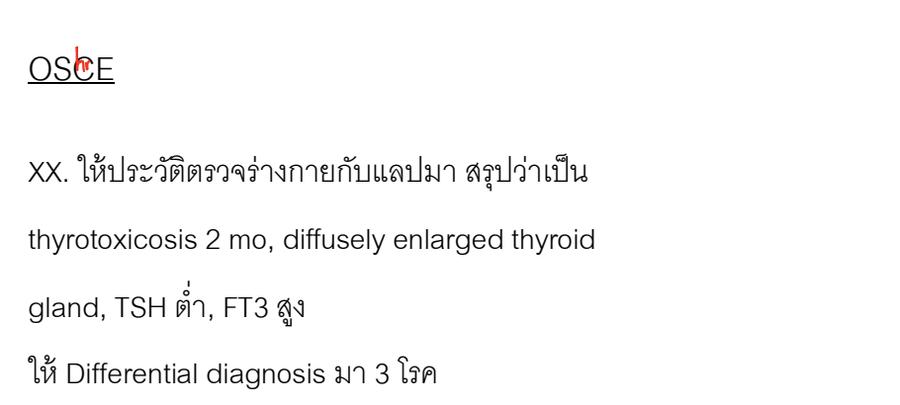 OSCE
XX. ให้ประวัติตรวจร่างกายกับแลปมา สรุปว่าเป็น
thyrotoxicosis 2 mo, diffusely enlarged thyroid
gland, TSH ต่ำ, FT3 สูง
ให้ Differential diagnosis มา 3 โรค